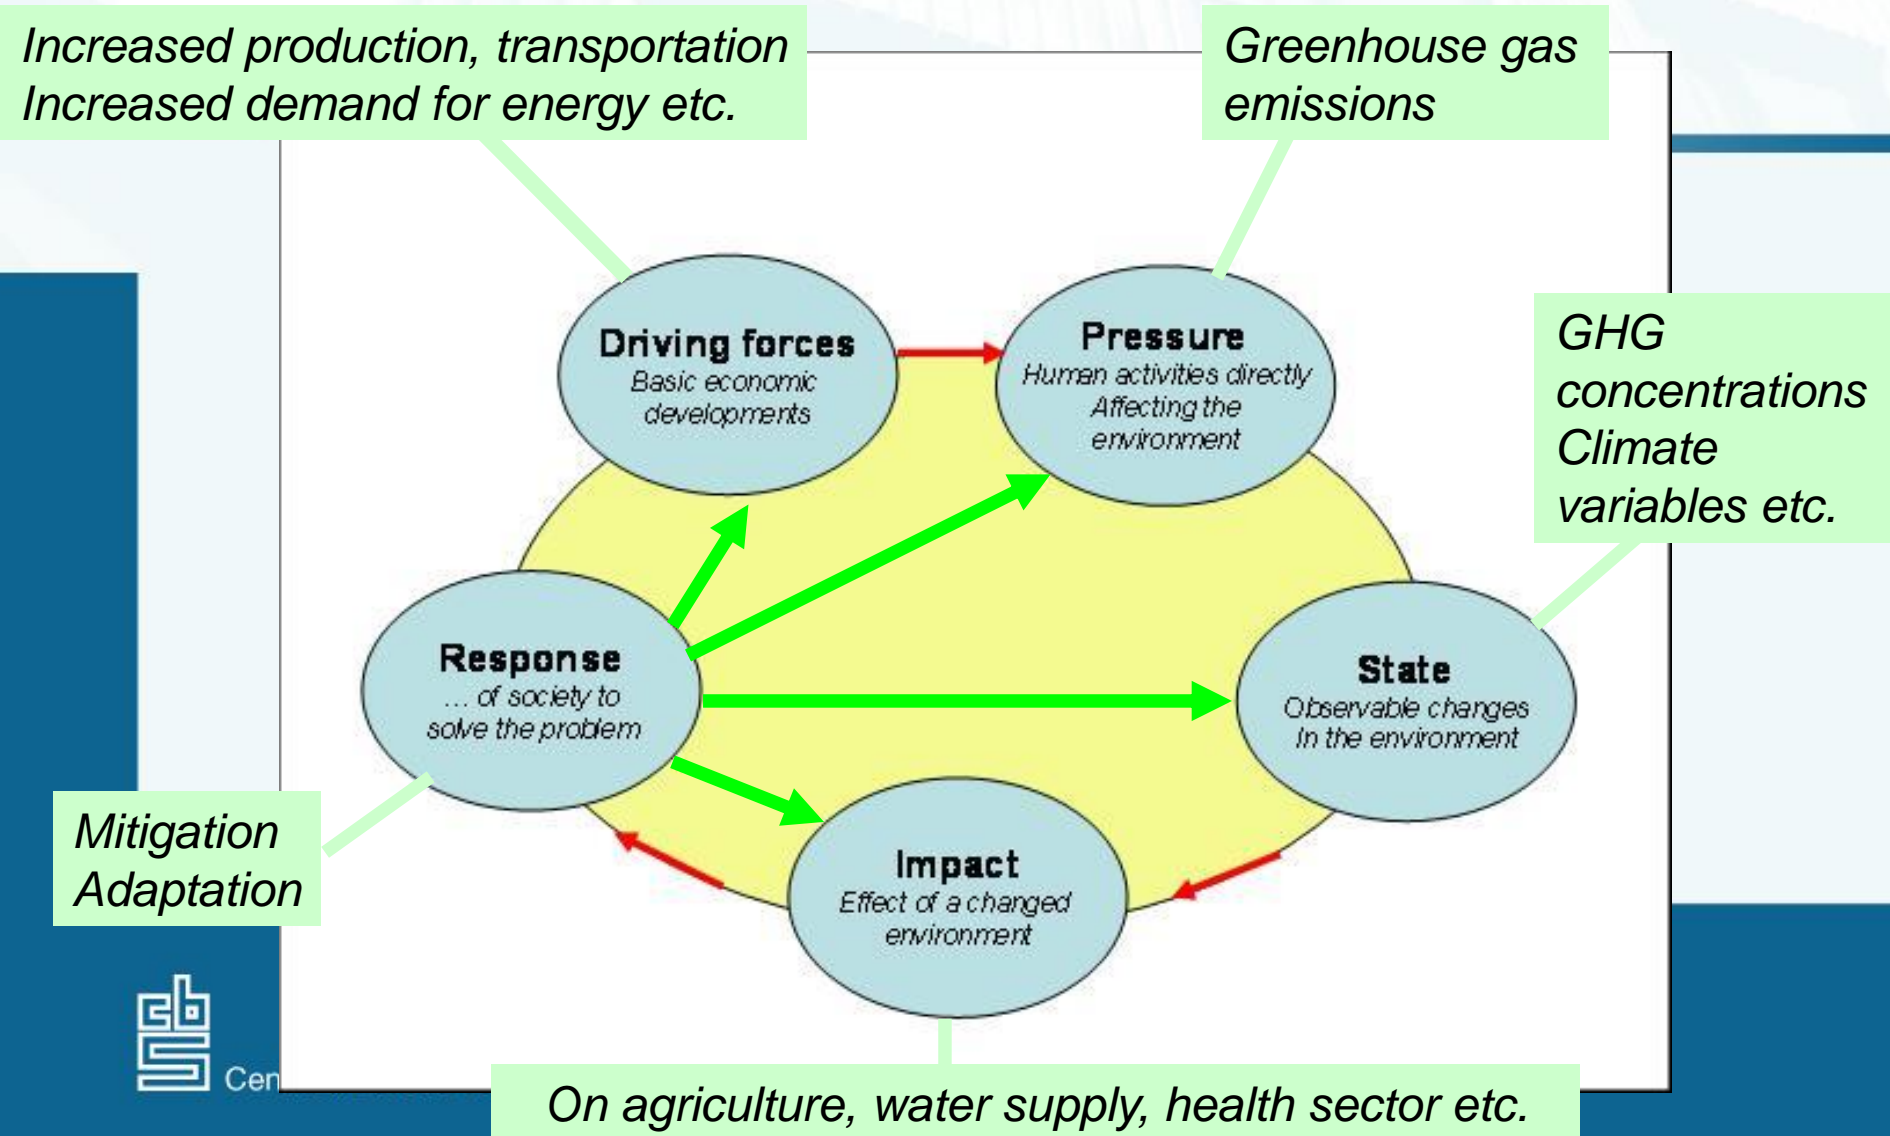 Increased production, transportation
Increased demand for energy etc.
Greenhouse gas
emissions
Driving forces
Basic economic
developments
Pressure
Human activities directly
Affecting the
environment
GHG
concentrations
Climate
variables etc.
Response
... of society to
solve the problem
State
Observable changes
In the environment
Mitigation
Adaptation
Impact
Effect of a changed
environment
cbs
Cen
On agriculture, water supply, health sector etc.